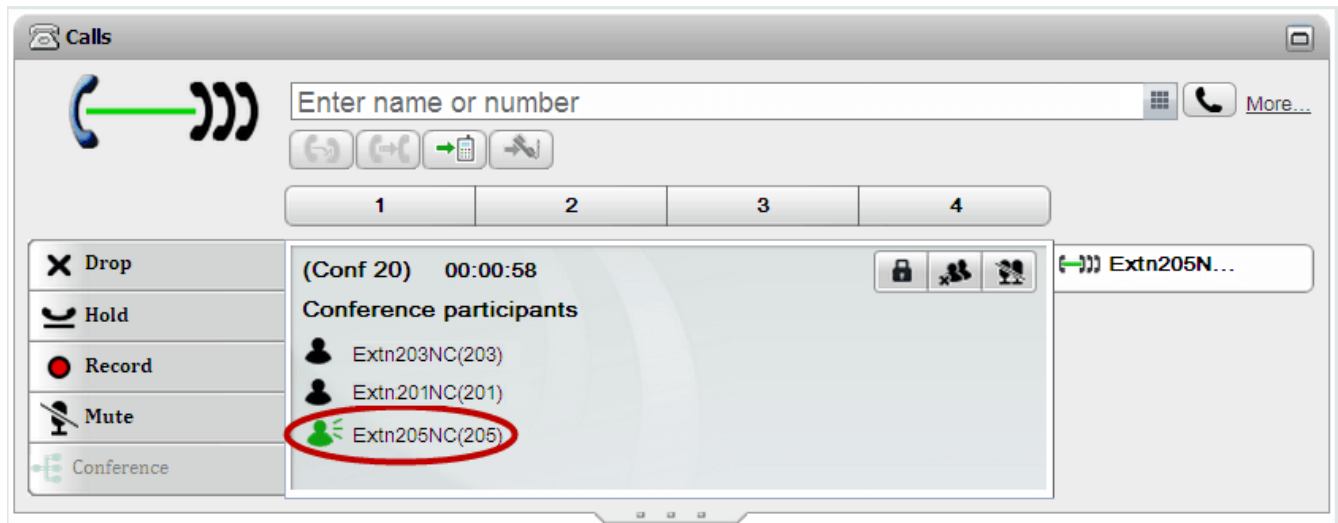 Calls
Enter name or number
More...
1 2 3 4
Drop
Hold
Record
Mute
Conference
(Conf 20) 00:00:58
Conference participants
Extn203NC(203)
Extn201NC(201)
Extn205NC(205)
Extn205N...